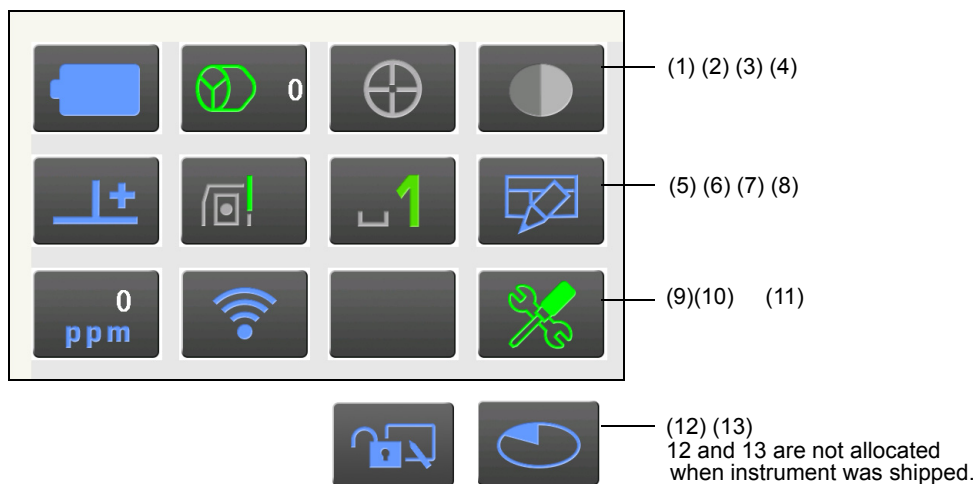 0
(1) (2) (3) (4)
1
(5) (6) (7) (8)
0
ppm
(9)(10) (11)
(12) (13)
12 and 13 are not allocated
when instrument was shipped.